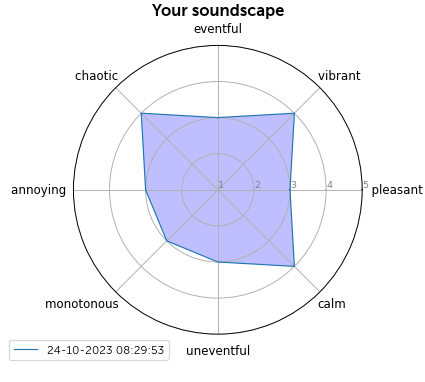 Your soundscape
eventful
chaotic
vibrant
annoying
1
2
3
4
5
pleasant
monotonous
calm
24-10-2023 08:29:53
uneventful